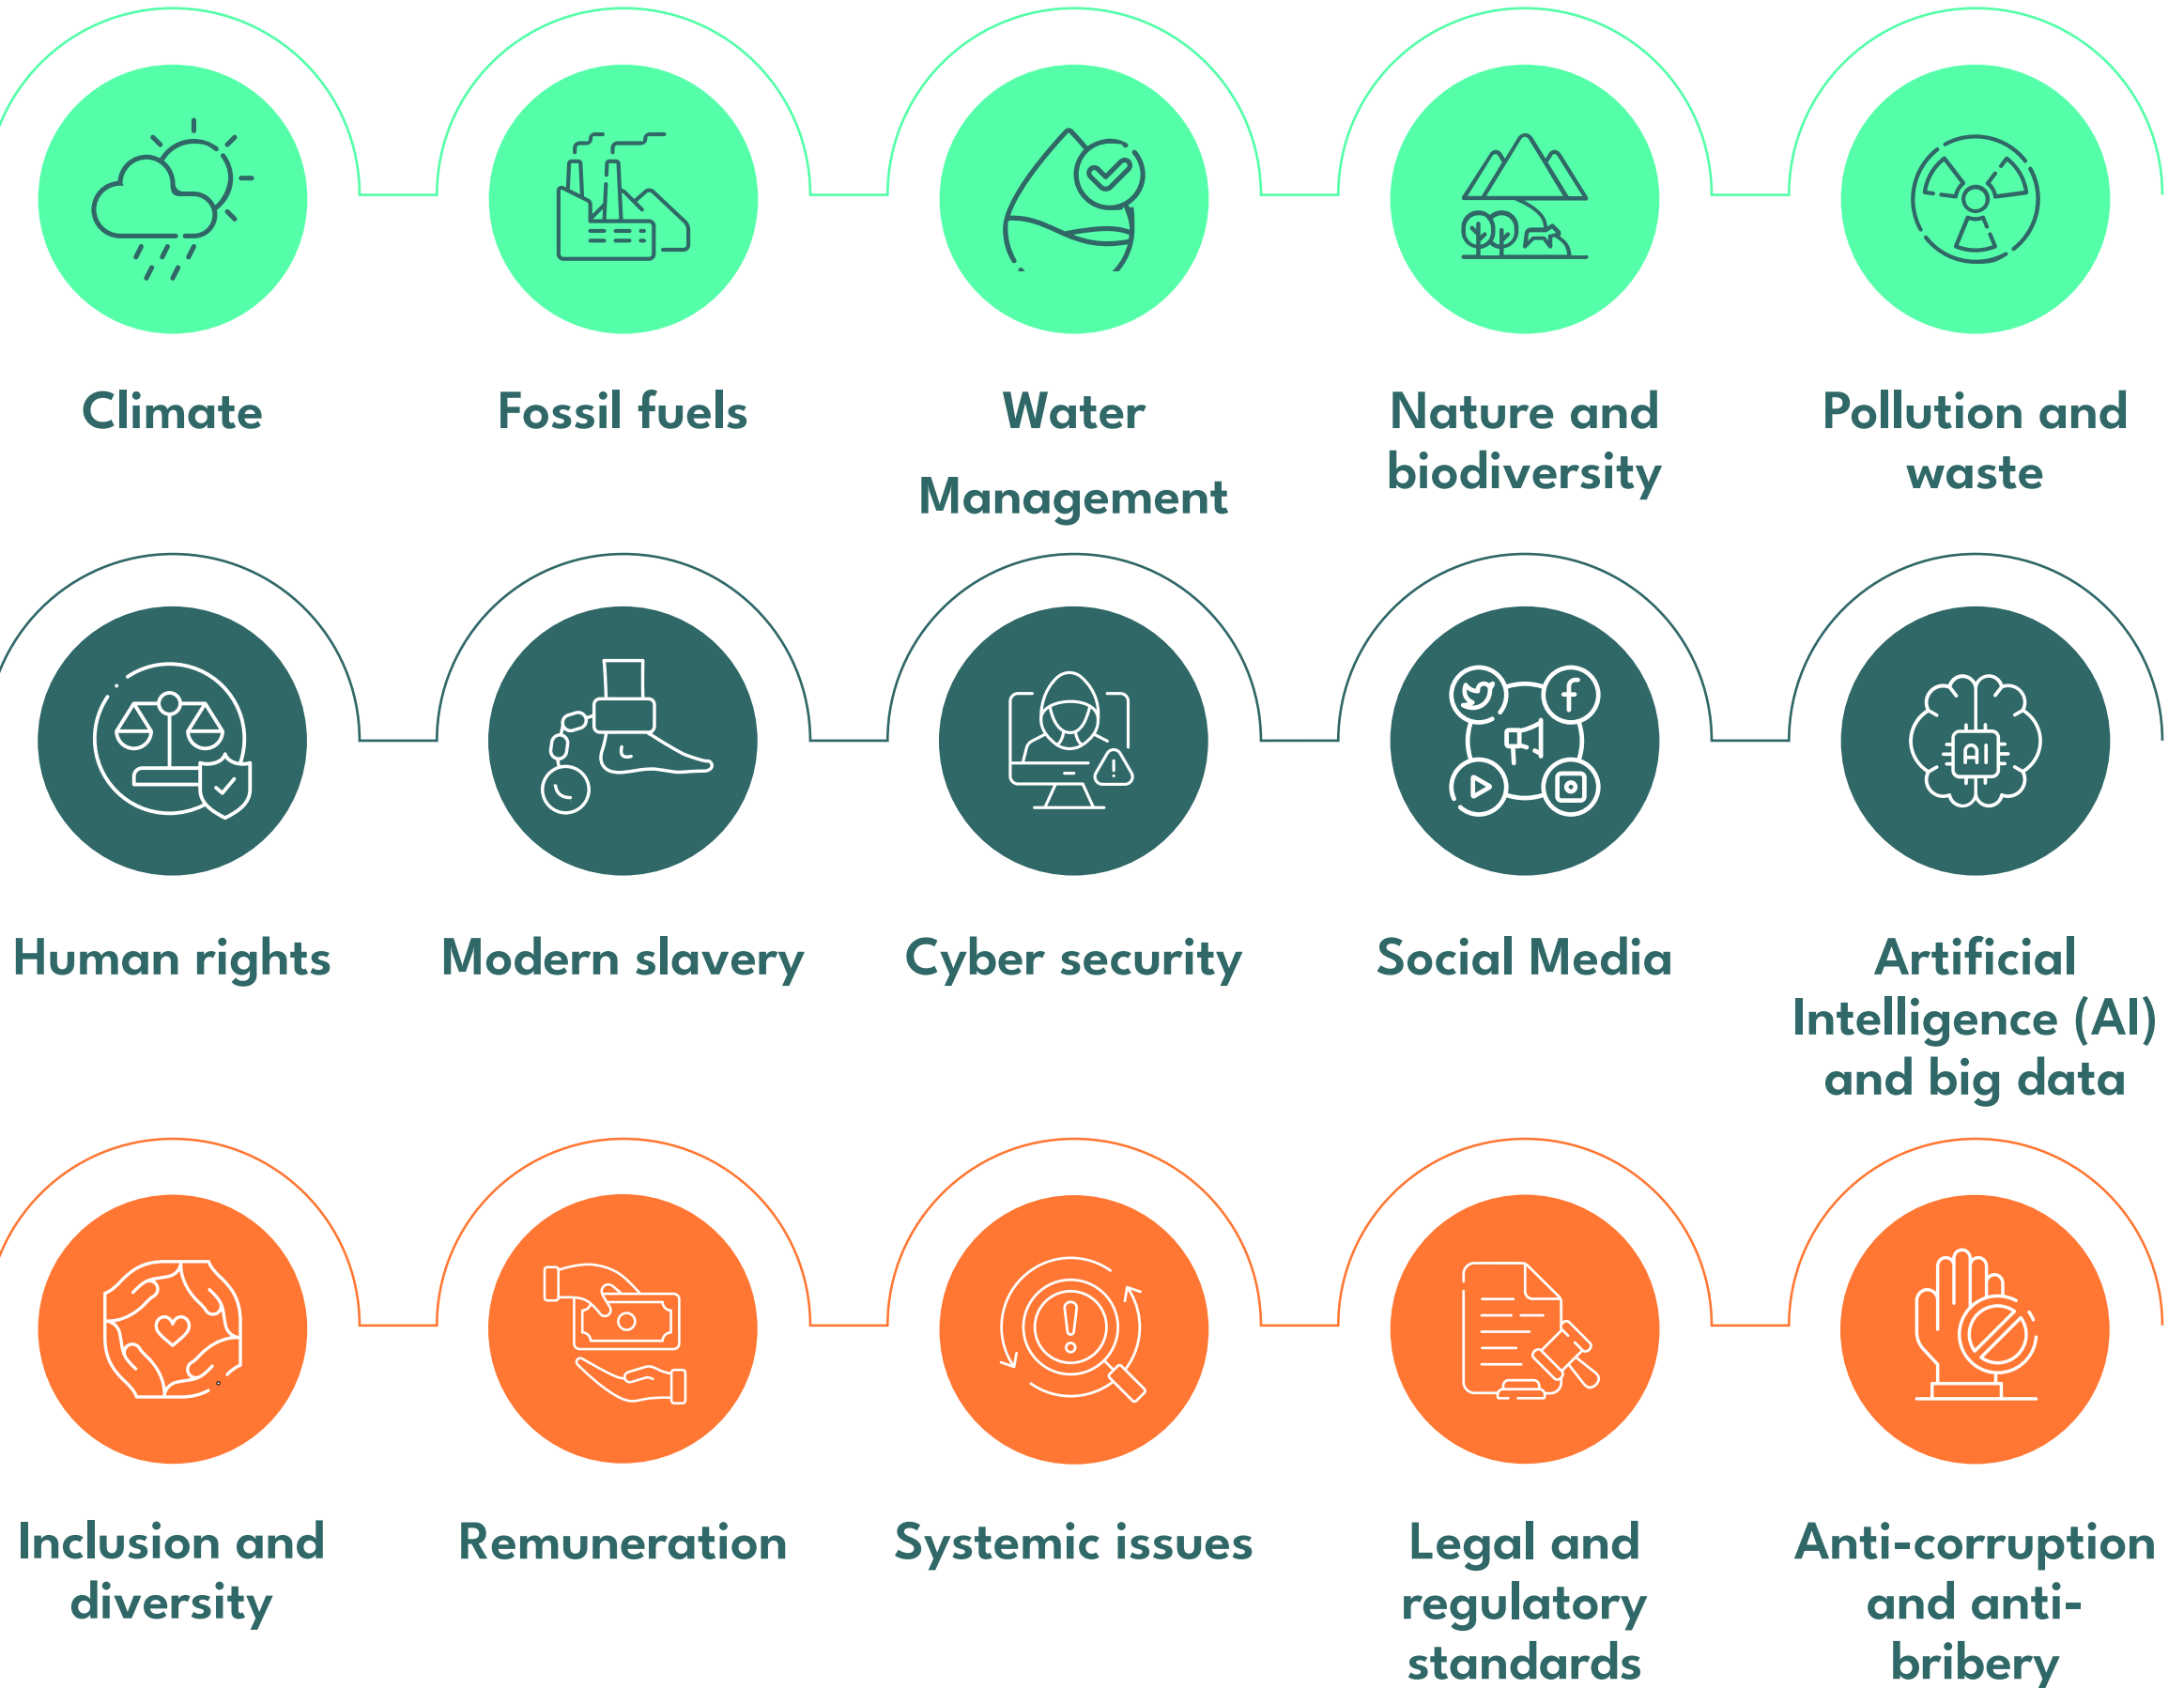 Climate
Fossil fuels
Water
Management
Nature and
biodiversity
Pollution and
waste
f
AI
Human rights
Modern slavery
Cyber security
Social Media
Artificial
Intelligence (AI)
and big data
Inclusion and
diversity
Remuneration
Systemic issues
Legal and
regulatory
standards
Anti-corruption
and anti-
bribery